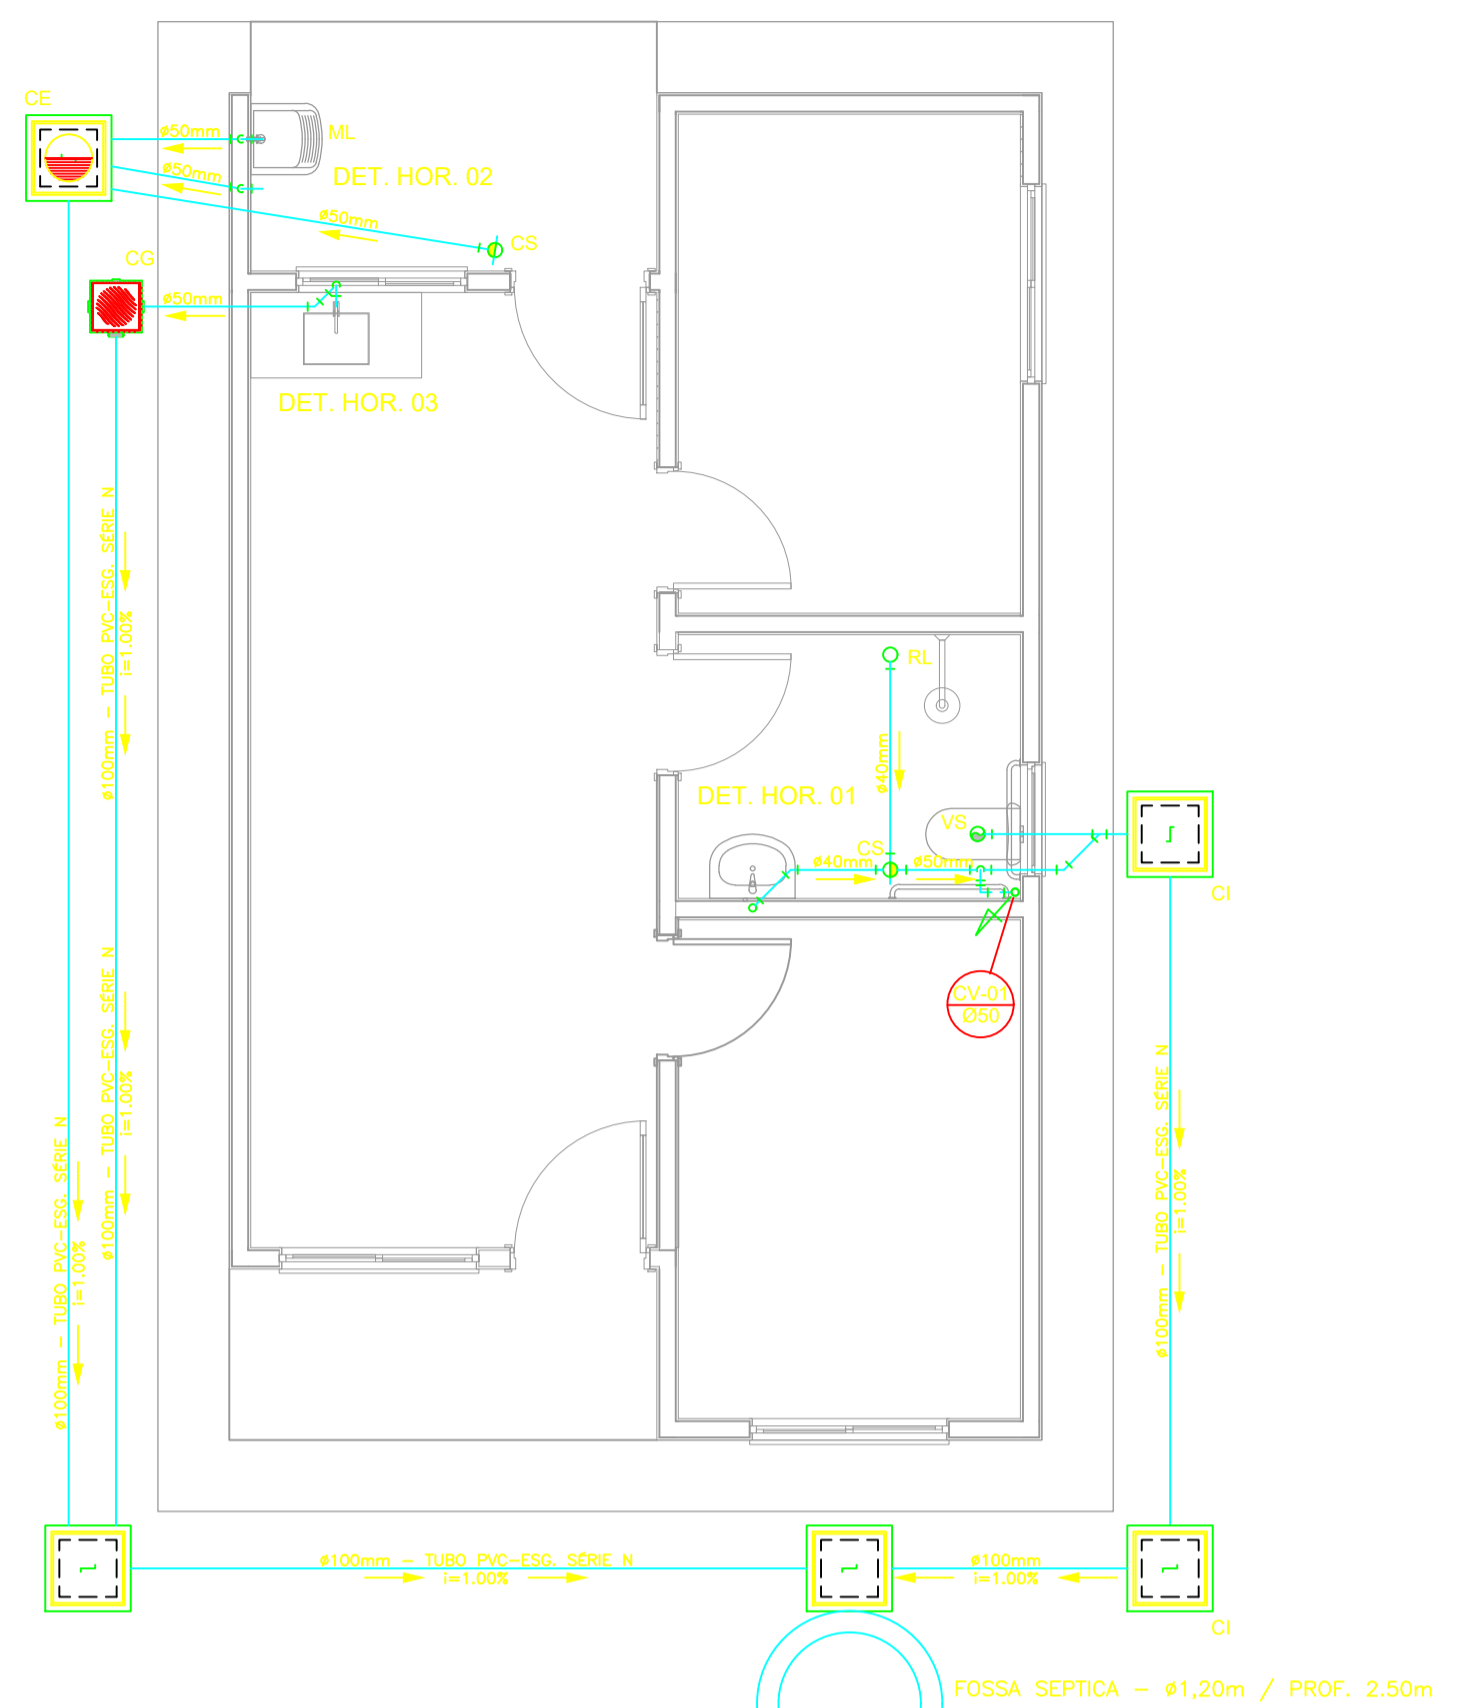 CE
ø50mm
ML
ø50mm
DET. HOR. 02
ø50mm
CS
CG
ø50mm
DET. HOR. 03
ø100mm – TUBO PVC–ESG. SÉRIE N
i=1.00%
RL
ø40mm
DET. HOR. 01
VS
CS
ø40mm
ø50mm
CI
CV-01
Ø50
ø100mm – TUBO PVC–ESG. SÉRIE N
i=1.00%
ø100mm – TUBO PVC–ESG. SÉRIE N
i=1.00%
ø100mm – TUBO PVC–ESG. SÉRIE N
i=1.00%
ø100mm – TUBO PVC–ESG. SÉRIE N
i=1.00%
ø100mm
i=1.00%
CI
FOSSA SEPTICA – ø1,20m / PROF. 2.50m